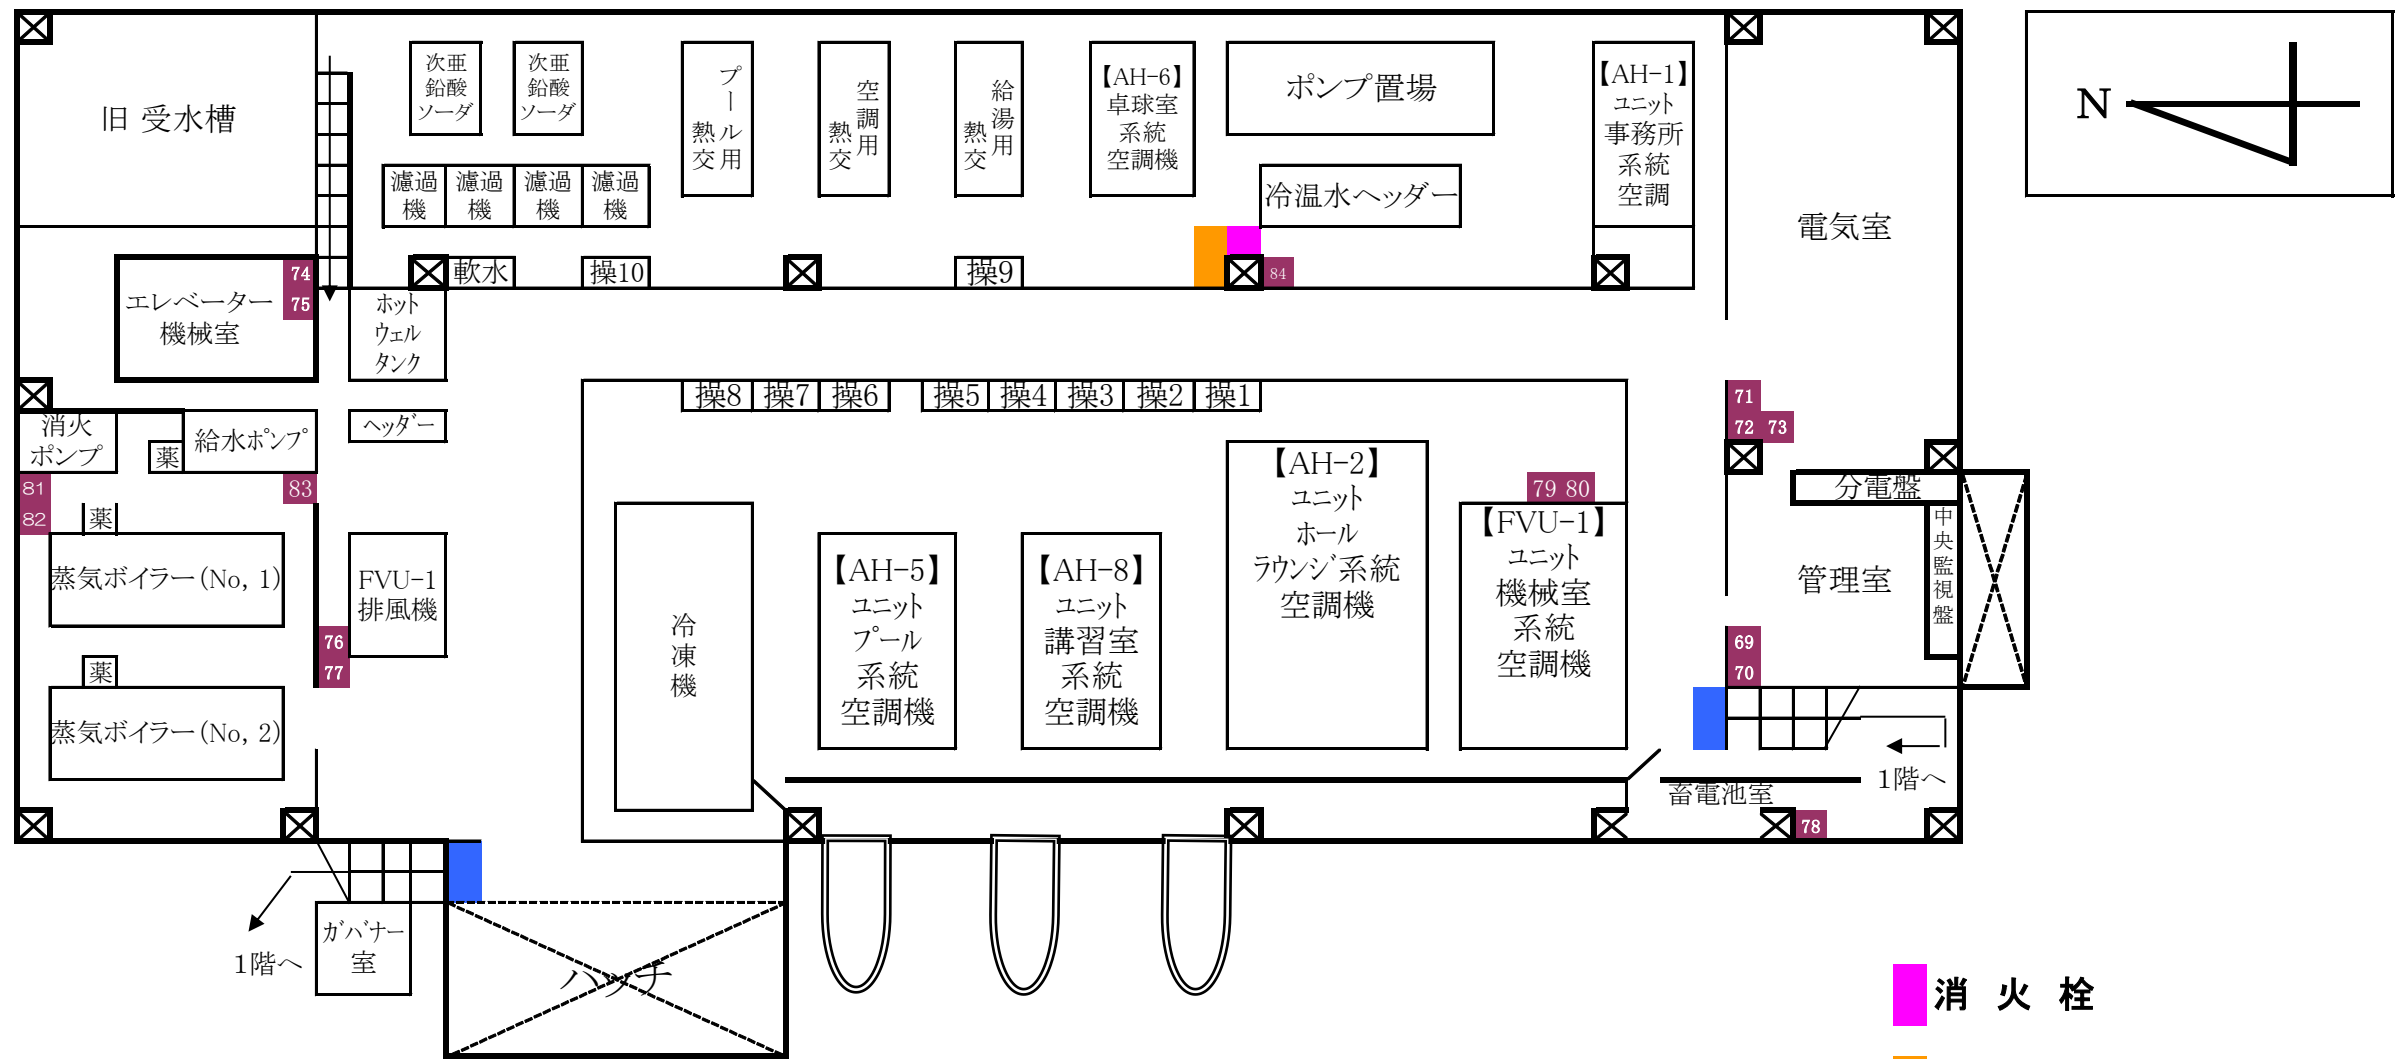 旧 受水槽
次亜
鉛酸
ソーダ
次亜
鉛酸
ソーダ
プール用
熱交
空調用
熱交
給湯用
熱交
【AH-6】
卓球室
系統
空調機
ポンプ置場
【AH-1】
ユニット
事務所
系統
空調
N
濾過
機
濾過
機
濾過
機
濾過
機
冷温水ヘッダー
電気室
エレベーター
機械室
74
75
軟水
操10
操9
84
ホット
ウェル
タンク
操8
操7
操6
操5
操4
操3
操2
操1
71
72 73
消火
ポンプ
薬
給水ポンプ
ヘッダー
81
82
83
薬
蒸気ボイラー(No, 1)
FVU-1
排風機
76
77
薬
蒸気ボイラー(No, 2)
冷凍機
【AH-5】
ユニット
プール
系統
空調機
【AH-8】
ユニット
講習室
系統
空調機
【AH-2】
ユニット
ホール
ラウンジ系統
空調機
79 80
【FVU-1】
ユニット
機械室
系統
空調機
分電盤
中央監視盤
管理室
69
70
1階へ
畜電池室
78
1階へ
ガバナー
室
ハッチ
消 火 栓